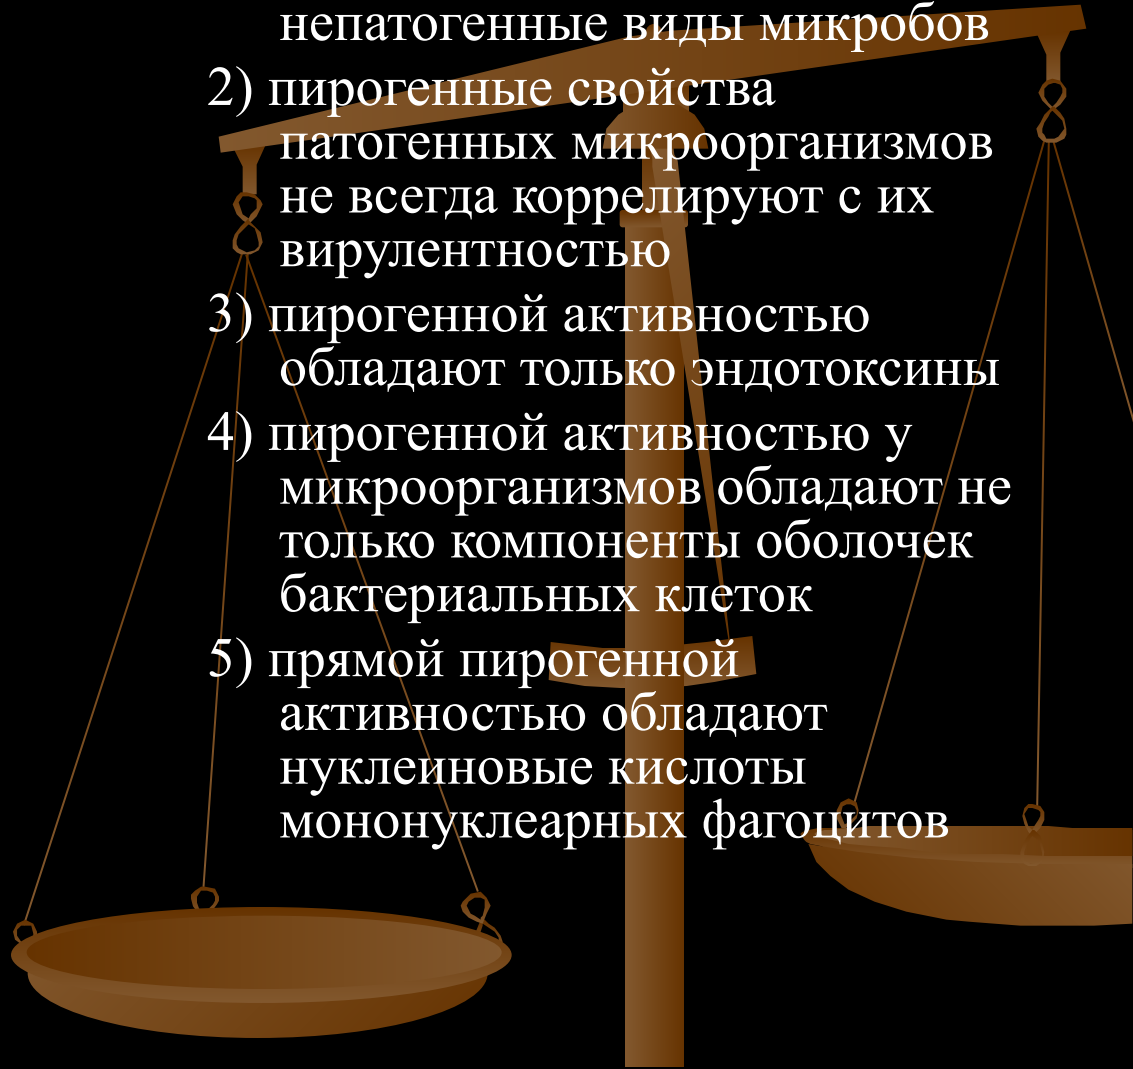 непатогенные виды микробов
2) пирогенные свойства
патогенных микроорганизмов
не всегда коррелируют с их
вирулентностью
3) пирогенной активностью
обладают только эндотоксины
4) пирогенной активностью у
микроорганизмов обладают не
только компоненты оболочек
бактериальных клеток
5) прямой пирогенной
активностью обладают
нуклеиновые кислоты
мононуклеарных фагоцитов